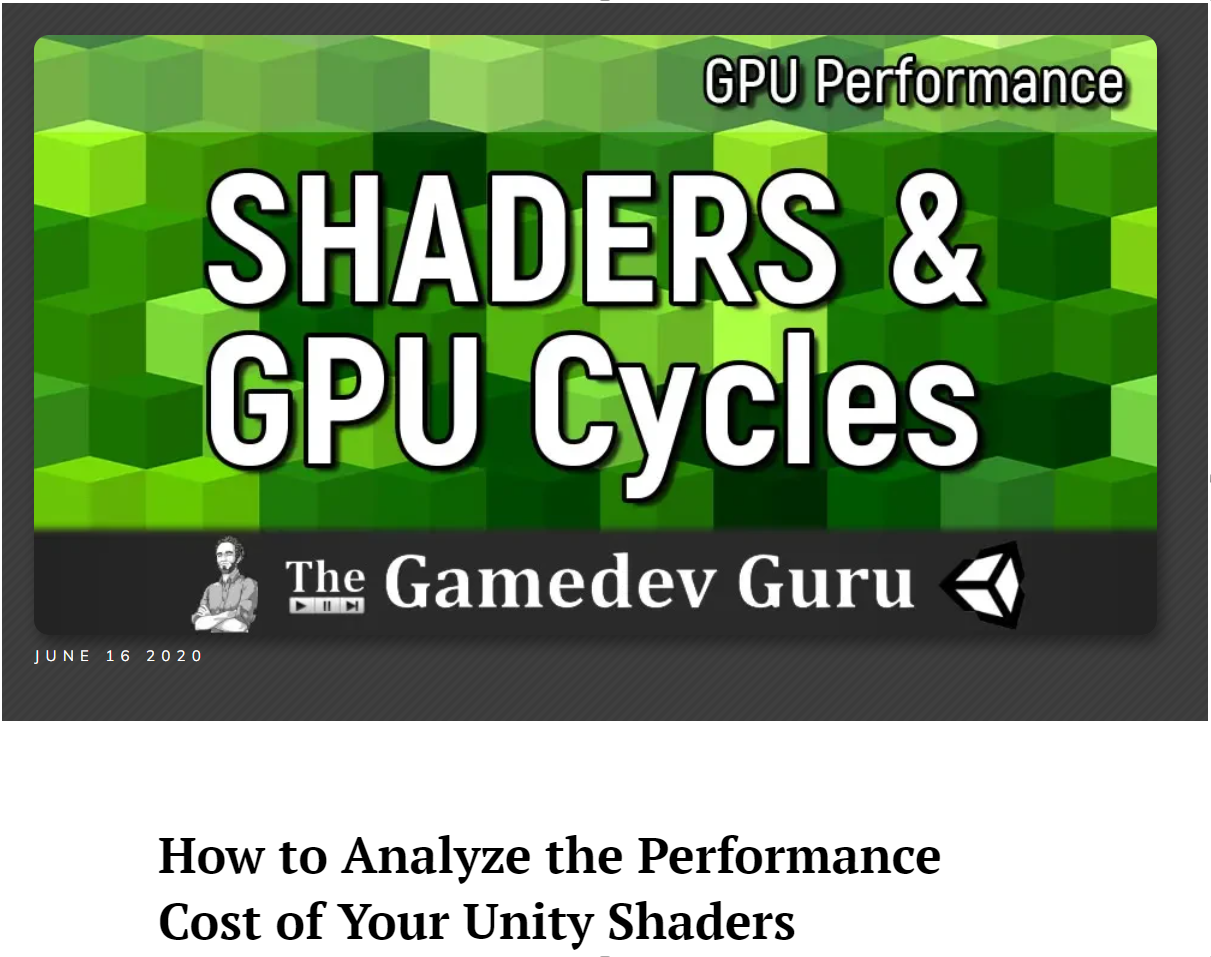 GPU Performance
SHADERS &
GPU Cycles
The Gamedev Guru
JUNE 16 2020
How to Analyze the Performance
Cost of Your Unity Shaders